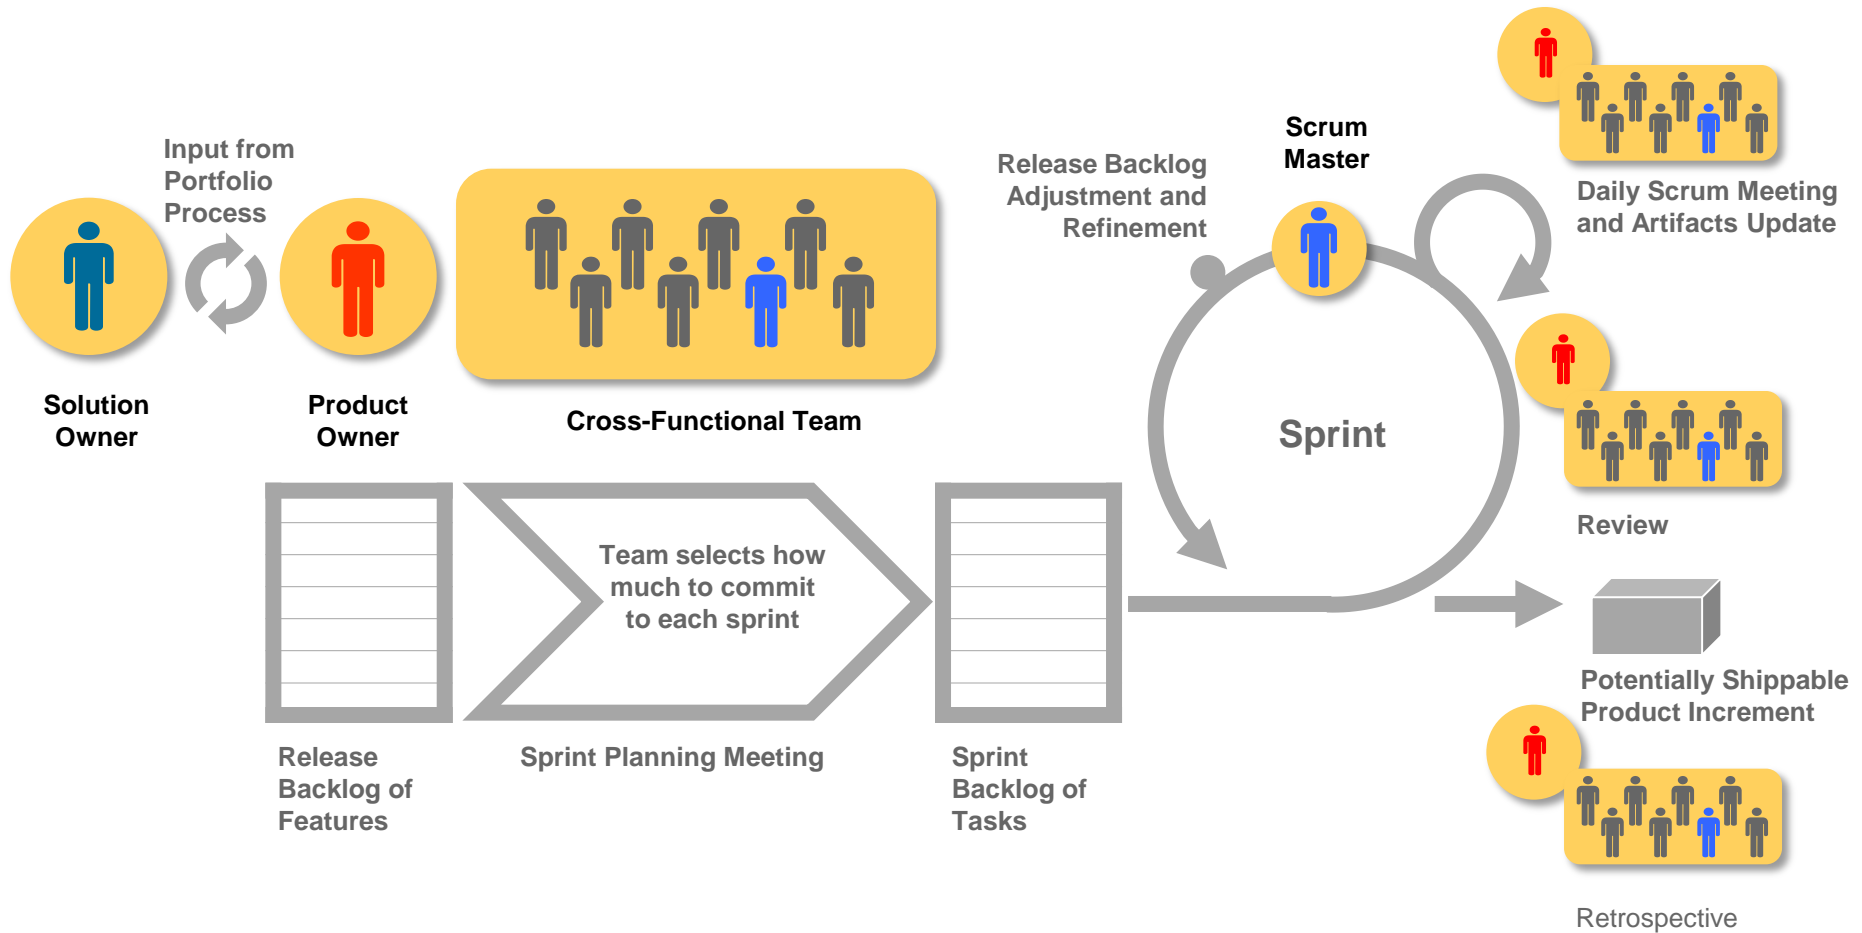 Input from
Portfolio
Process
Solution
Owner
Product
Owner
Cross-Functional Team
Release Backlog
Adjustment and
Refinement
Scrum
Master
Daily Scrum Meeting
and Artifacts Update
Sprint
Review
Team selects how
much to commit
to each sprint
Potentially Shippable
Product Increment
Release
Backlog of
Features
Sprint Planning Meeting
Sprint
Backlog of
Tasks
Retrospective